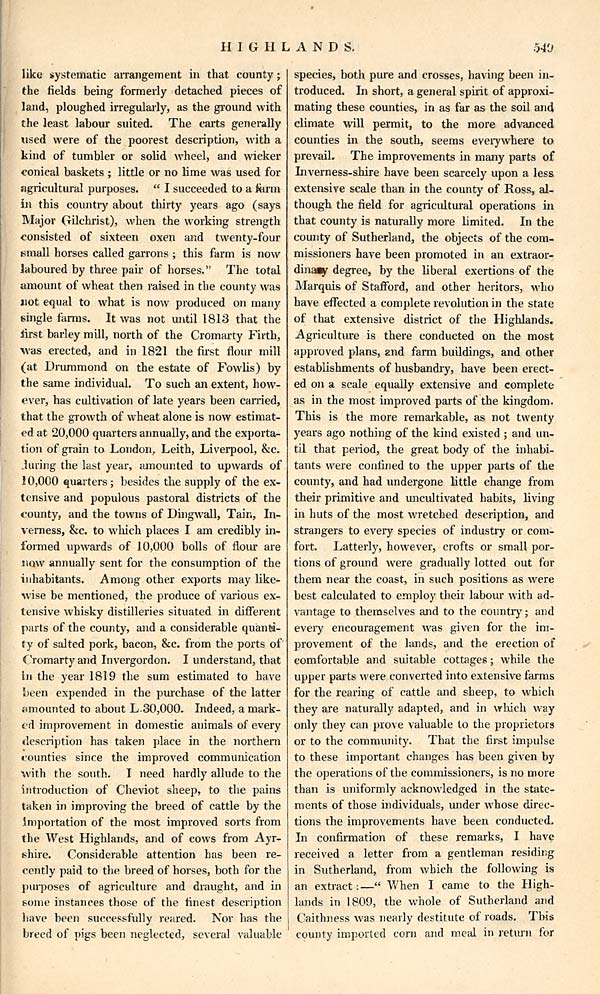 HIGHLANDS.
549
like systematic arrangement in that county;
the fields being formerly detached pieces of
land, ploughed irregularly, as the ground with
the least labour suited. The carts generally
used were of the poorest description, with a
kind of tumbler or solid wheel, and wicker
conical baskets; little or no lime was used for
agricultural purposes. “ I succeeded to a farm
in this country about thirty years ago (says
Major Gilchrist), when the working strength
consisted of sixteen oxen and twenty-four
small horses called garrons ; this farm is now
laboured by three pair of horses." The total
amount of wheat then raised in the county was
not equal to what is now produced on many
single farms. It was not until 1813 that the
first barley mill, north of the Cromarty Firth,
was erected, and in 1821 the first flour mill
(at Drummond on the estate of Fowlis) by
the same individual. To such an extent, how-
ever, has cultivation of late years been carried,
that the growth of wheat alone is now estimat-
ed at 20,000 quarters annually, and the exporta-
tion of grain to London, Leith, Liverpool, &c.
during the last year, amounted to upwards of
10,000 quarters; besides the supply of the ex-
tensive and populous pastoral districts of the
county, and the towns of Dingwall, Tain, In-
verness, &c. to which places I am credibly in-
formed upwards of 10,000 bolls of flour are
now annually sent for the consumption of the
inhabitants. Among other exports may like-
wise be mentioned, the produce of various ex-
tensive whisky distilleries situated in different
parts of the county, and a considerable quanti-
ty of salted pork, bacon, &c. from the ports of
Cromarty and Invergordon. I understand, that
in the year 1819 the sum estimated to have
been expended in the purchase of the latter
amounted to about L.30,000. Indeed, a mark-
ed improvement in domestic animals of every
description has taken place in the northern
counties since the improved communication
with the south. I need hardly allude to the
introduction of Cheviot sheep, to the pains
taken in improving the breed of cattle by the
importation of the most improved sorts from
the West Highlands, and of cows from Ayr-
shire. Considerable attention has been re-
cently paid to the breed of horses, both for the
purposes of agriculture and draught, and in
some instances those of the finest description
have been successfully reared. Nor has the
breed of pigs been neglected, several valuable
species, both pure and crosses, having been in-
troduced. In short, a general spirit of approxi-
mating these counties, in as far as the soil and
climate will permit, to the more advanced
counties in the south, seems everywhere to
prevail. The improvements in many parts of
Inverness-shire have been scarcely upon a less
extensive scale than in the county of Ross, al-
though the field for agricultural operations in
that county is naturally more limited. In the
county of Sutherland, the objects of the com-
missioners have been promoted in an extraor-
dinary degree, by the liberal exertions of the
Marquis of Stafford, and other heritors, who
have effected a complete revolution in the state
of that extensive district of the Highlands.
Agriculture is there conducted on the most
approved plans, and farm buildings, and other
establishments of husbandry, have been erect-
ed on a scale equally extensive and complete
as in the most improved parts of the kingdom.
This is the more remarkable, as not twenty
years ago nothing of the kind existed ; and un-
til that period, the great body of the inhabi-
tants were confined to the upper parts of the
county, and had undergone little change from
their primitive and uncultivated habits, living
in huts of the most wretched description, and
strangers to every species of industry or com-
fort. Latterly, however, crofts or small por-
tions of ground were gradually lotted out for
them near the coast, in such positions as were
best calculated to employ their labour with ad-
vantage to themselves and to the country; and
every encouragement was given for the im-
provement of the lands, and the erection of
comfortable and suitable cottages; while the
upper parts were converted into extensive farms
for the rearing of cattle and sheep, to which
they are naturally adapted, and in which way
only they can prove valuable to the proprietors
or to the community. That the first impulse
to these important changes has been given by
the operations of the commissioners, is no more
than is uniformly acknowledged in the state-
ments of those individuals, under whose direc-
tions the improvements have been conducted.
In confirmation of these remarks, I have
received a letter from a gentleman residing
in Sutherland, from which the following is
an extract:—“ When I came to the High-
lands in 1809, the whole of Sutherland and
Caithness was nearly destitute of roads. This
county imported corn and meal in return for